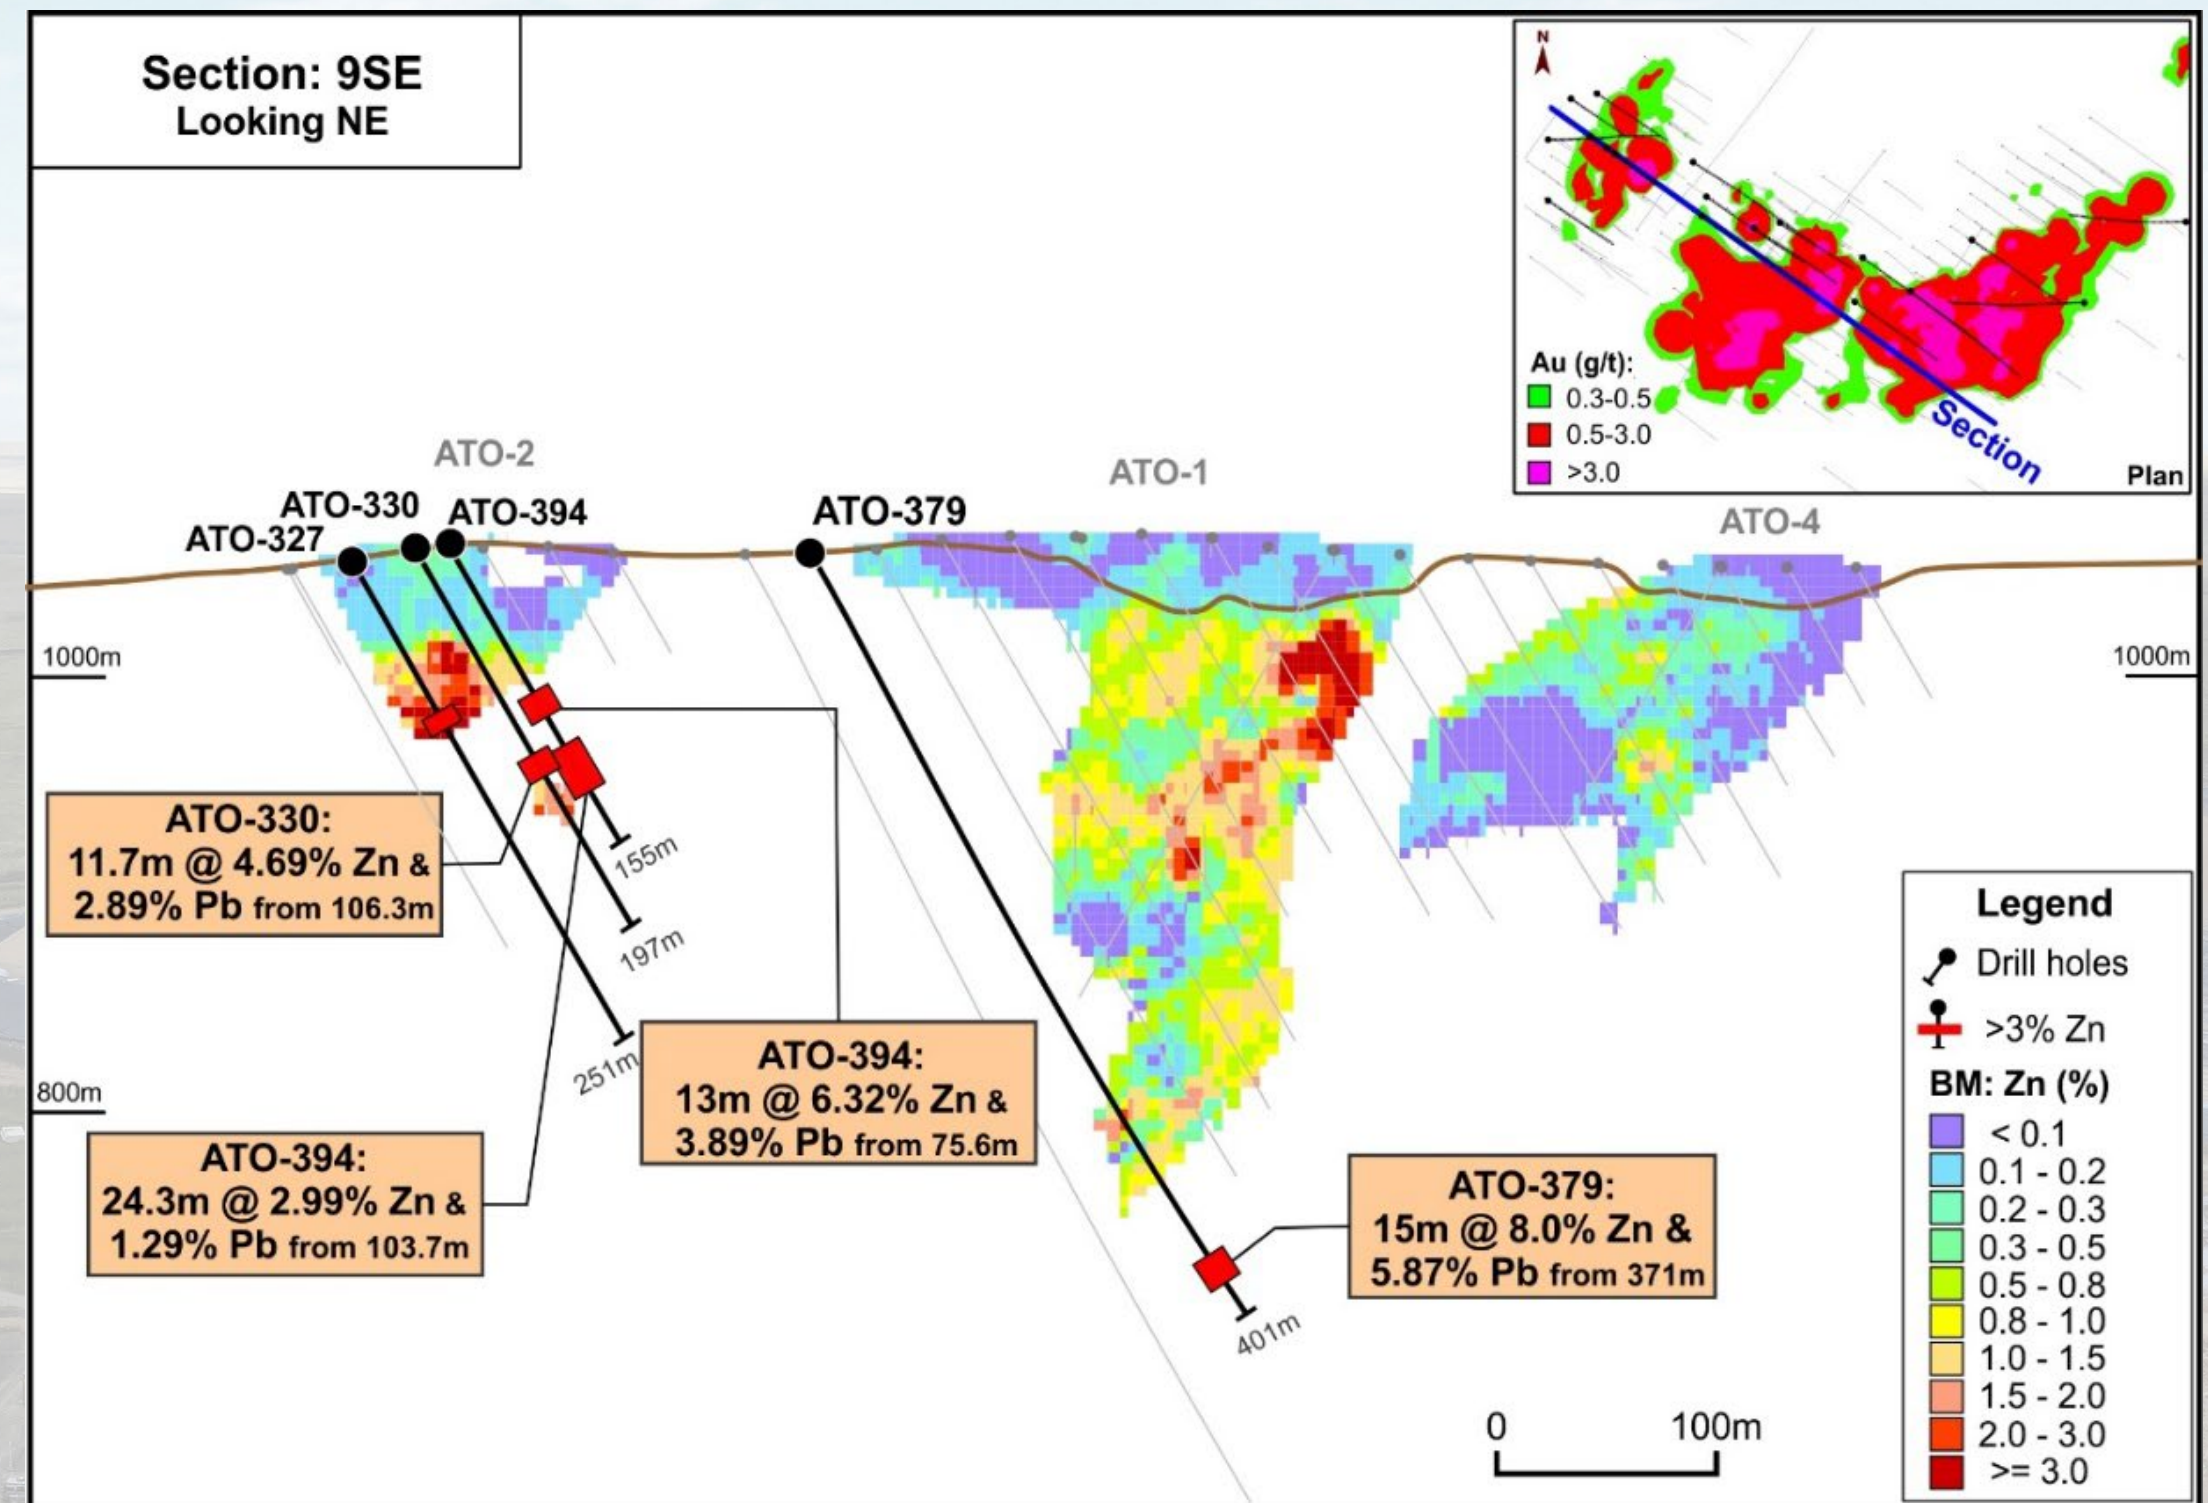 Section: 9SE
Looking NE
N
Au (g/t):
0.3-0.5
0.5-3.0
>3.0
Section
Plan
ATO-2
ATO-1
ATO-4
ATO-330
ATO-394
ATO-327
ATO-379
1000m
1000m
800m
155m
197m
251m
401m
ATO-330:
11.7m @ 4.69% Zn &
2.89% Pb from 106.3m
ATO-394:
13m @ 6.32% Zn &
3.89% Pb from 75.6m
ATO-394:
24.3m @ 2.99% Zn &
1.29% Pb from 103.7m
ATO-379:
15m @ 8.0% Zn &
5.87% Pb from 371m
0 100m
Legend
Drill holes
>3% Zn
BM: Zn (%)
< 0.1
0.1 - 0.2
0.2 - 0.3
0.3 - 0.5
0.5 - 0.8
0.8 - 1.0
1.0 - 1.5
1.5 - 2.0
2.0 - 3.0
>= 3.0